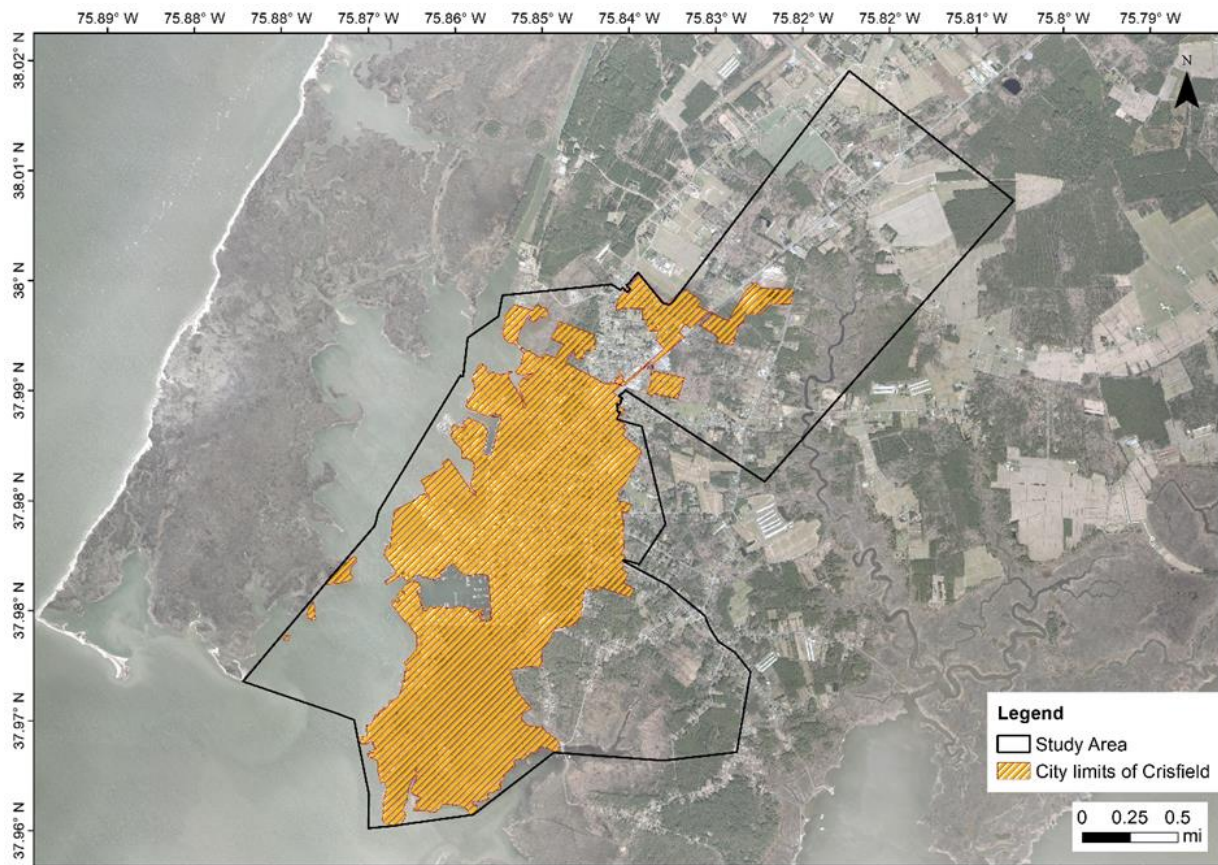 75.89° W 75.88° W 75.88° W 75.87° W 75.86° W 75.85° W 75.84° W 75.83° W 75.82° W 75.82° W 75.81° W 75.8° W 75.79° W
38.02° N
38.01° N
38° N
37.99° N
37.98° N
37.98° N
37.97° N
37.96° N
N
Legend
Study Area
City limits of Crisfield
0 0.25 0.5
mi